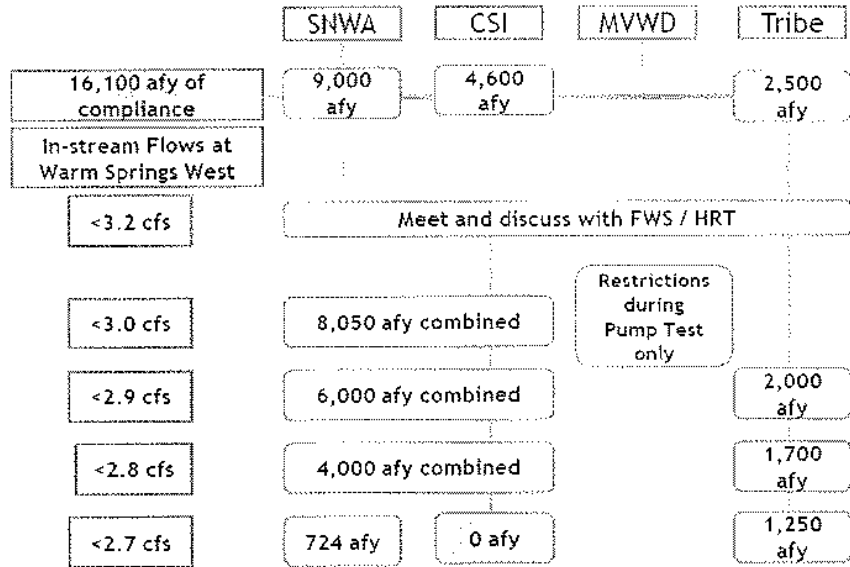 SNWA CSI MVWD Tribe
16,100 afy of
compliance
9,000
afy
4,600
afy
2,500
afy
In-stream Flows at
Warm Springs West
<3.2 cfs
Meet and discuss with FWS / HRT
<3.0 cfs
8,050 afy combined
Restrictions
during
Pump Test
only
<2.9 cfs
6,000 afy combined
2,000
afy
<2.8 cfs
4,000 afy combined
1,700
afy
<2.7 cfs
724 afy
0 afy
1,250
afy